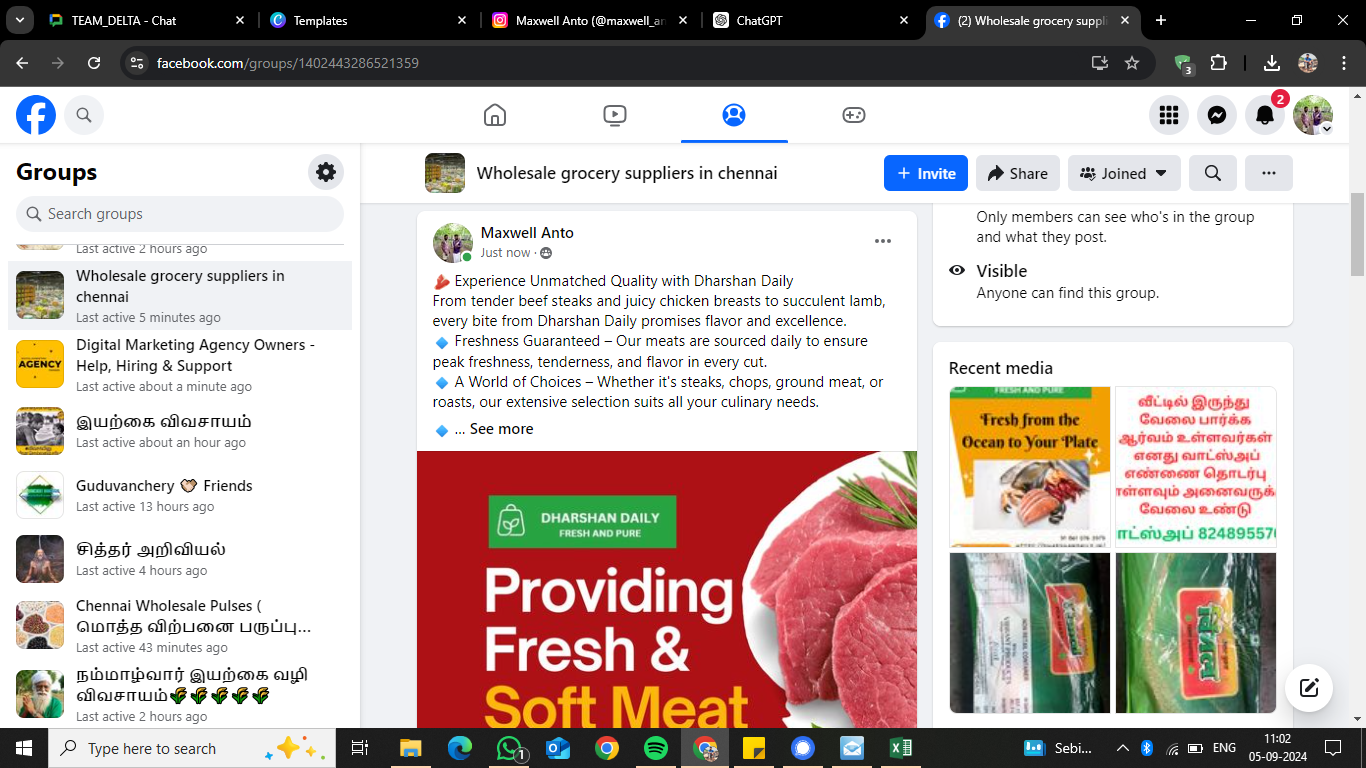 TEAM_DELTA - Chat
Templates
Maxwell Anto (@maxwell_an
ChatGPT
(2) Wholesale grocery suppli
facebook.com/groups/1402443286521359
3
2
Groups
Search groups
Last active 2 hours ago
Wholesale grocery suppliers in
chennai
Last active 5 minutes ago
Digital Marketing Agency Owners -
Help, Hiring & Support
Last active about a minute ago
இயற்கை விவசாயம்
Last active about an hour ago
Guduvanchery Friends
Last active 13 hours ago
சித்தர் அறிவியல்
Last active 4 hours ago
Chennai Wholesale Pulses (
மொத்த விற்பனை பருப்பு...
Last active 43 minutes ago
நம்மாழ்வார் இயற்கை வழி
விவசாயம்🌾🌾🌾🌾🌾
Last active 2 hours ago
AGENCY
Wholesale grocery suppliers in chennai
+ Invite
Share
Joined
Maxwell Anto
Just now ·
🥩 Experience Unmatched Quality with Dharshan Daily
From tender beef steaks and juicy chicken breasts to succulent lamb,
every bite from Dharshan Daily promises flavor and excellence.
🔹 Freshness Guaranteed – Our meats are sourced daily to ensure
peak freshness, tenderness, and flavor in every cut.
🔹 A World of Choices – Whether it's steaks, chops, ground meat, or
roasts, our extensive selection suits all your culinary needs.
🔹 ... See more
DHARSHAN DAILY
FRESH AND PURE
Providing
Fresh &
Soft Meat
Only members can see who's in the group
and what they post.
Visible
Anyone can find this group.
Recent media
FRESH AND PURE
Fresh from the
Ocean to Your Plate
வீட்டில் இருந்து
வேலை பார்க்க
ஆர்வம் உள்ளவர்கள்
எனது வாட்ஸ்அப்
எண்ணை தொடர்பு
அனைவருக்
வேலை உண்டு
8248955
Type here to search
1
Sebi...
ENG
11:02
05-09-2024